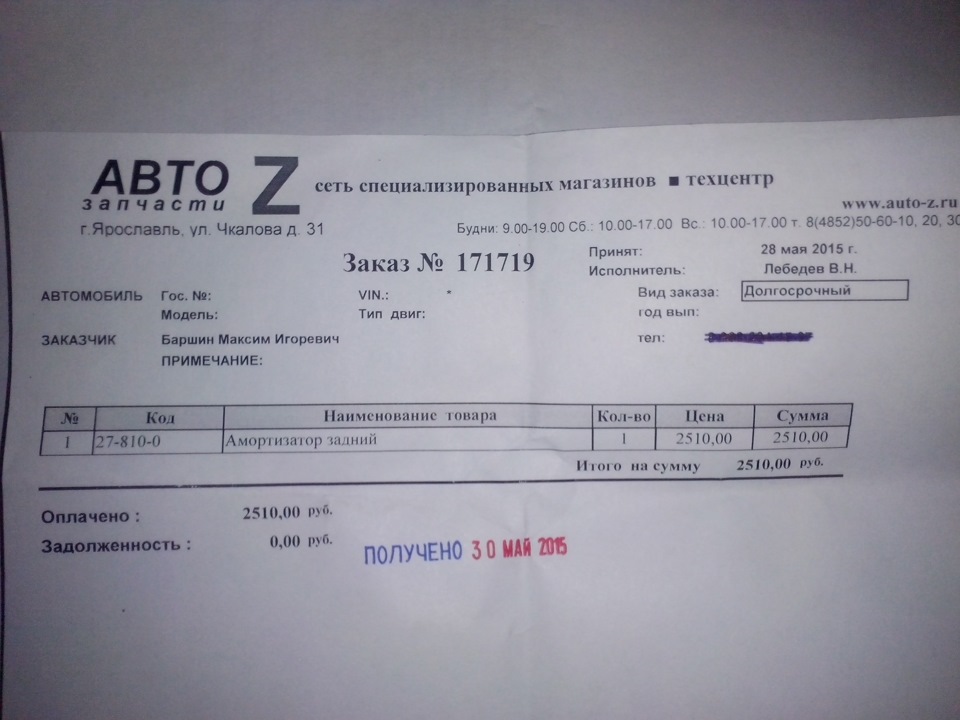 АВТО Z
запчасти
сеть специализированных магазинов ■ техцентр
www.auto-z.ru
г.Ярославль, ул. Чкалова д. 31
Будни: 9.00-19.00 Сб.: 10.00-17.00 Вс.: 10.00-17.00 т. 8(4852)50-60-10, 20, 30
Заказ № 171719
Принят: 28 мая 2015 г.
Исполнитель: Лебедев В.Н.
АВТОМОБИЛЬ Гос. №: VIN.: * Вид заказа: Долгосрочный
Модель: Тип двиг: год вып:
ЗАКАЗЧИК Баршин Максим Игоревич тел:
ПРИМЕЧАНИЕ:
№ Код Наименование товара Кол-во Цена Сумма
1 27-810-0 Амортизатор задний 1 2510,00 2510,00
Итого на сумму 2510,00 руб.
Оплачено : 2510,00 руб.
Задолженность : 0,00 руб.
ПОЛУЧЕНО 30 МАЙ 2015